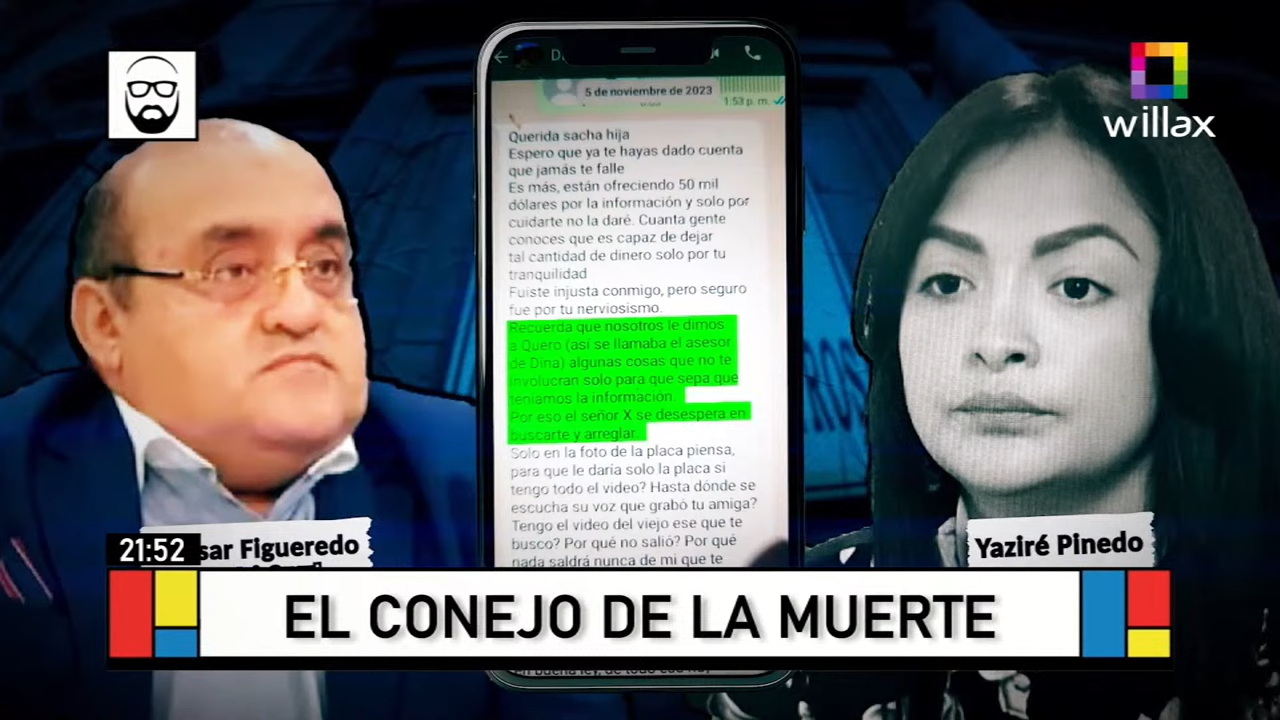 willax
5 de noviembre de 2023
1:53 p. m.
Querida sacha hija
Espero que ya te hayas dado cuenta
que jamás te falle
Es más, están ofreciendo 50 mil
dólares por la información y solo por
cuidarte no la daré. Cuanta gente
conoces que es capaz de dejar
tal cantidad de dinero solo por tu
tranquilidad
Fuiste injusta conmigo, pero seguro
fue por tu nerviosismo.
Recuerda que nosotros le dimos
a Quero (así se llamaba el asesor
de Dina) algunas cosas que no te
involucran solo para que sepa que
teníamos la información.
Por eso el señor X se desespera en
buscarte y arreglar.
Solo en la foto de la placa piensa,
para que le daría solo la placa si
tengo todo el video? Hasta dónde se
escucha su voz que grabó tu amiga?
Tengo el video del viejo ese que te
busco? Por qué no salió? Por qué
nada saldrá nunca de mi que te
sar Figueredo
Yaziré Pinedo
21:52
EL CONEJO DE LA MUERTE